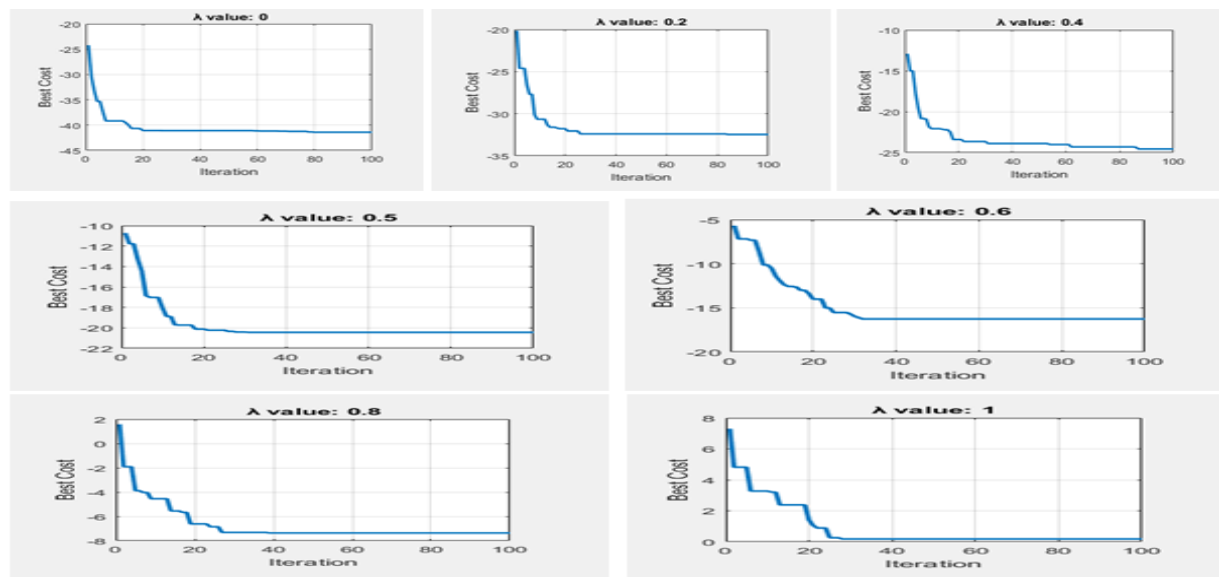 λ value: 0
-20
-25
-30
-35
-40
-45
Best Cost
0 20 40 60 80 100
Iteration
λ value: 0.2
-20
-25
-30
-35
Best Cost
0 20 40 60 80 100
Iteration
λ value: 0.4
-10
-15
-20
-25
Best Cost
0 20 40 60 80 100
Iteration
λ value: 0.5
-10
-12
-14
-16
-18
-20
-22
Best Cost
0 20 40 60 80 100
Iteration
λ value: 0.6
-5
-10
-15
-20
Best Cost
0 20 40 60 80 100
Iteration
λ value: 0.8
2
0
-2
-4
-6
-8
Best Cost
0 20 40 60 80 100
Iteration
λ value: 1
8
6
4
2
0
Best Cost
0 20 40 60 80 100
Iteration